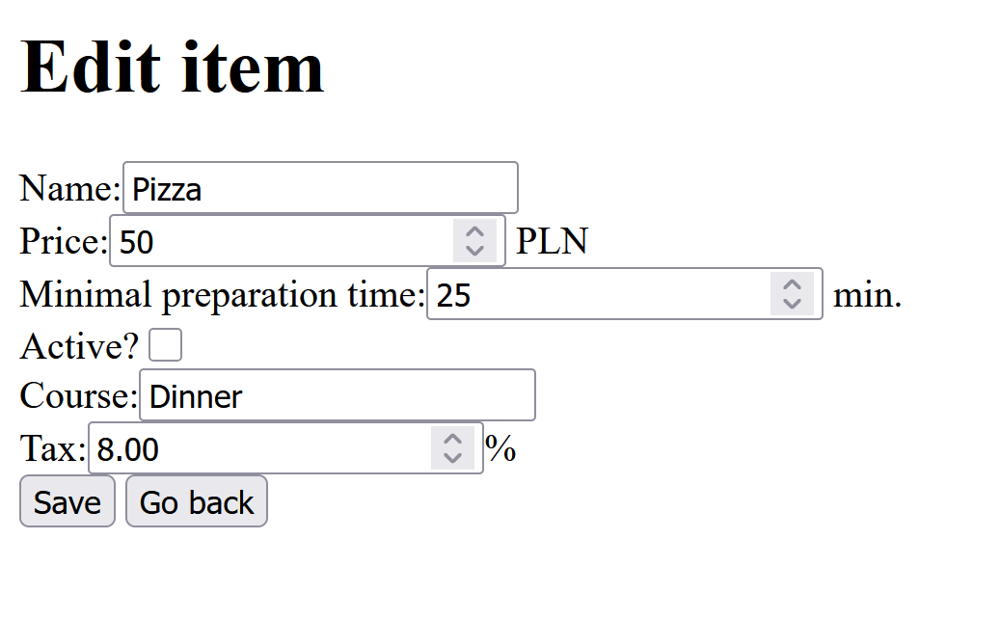 Edit item
Name: Pizza
Price: 50 PLN
Minimal preparation time: 25 min.
Active?
Course: Dinner
Tax: 8.00 %
Save Go back